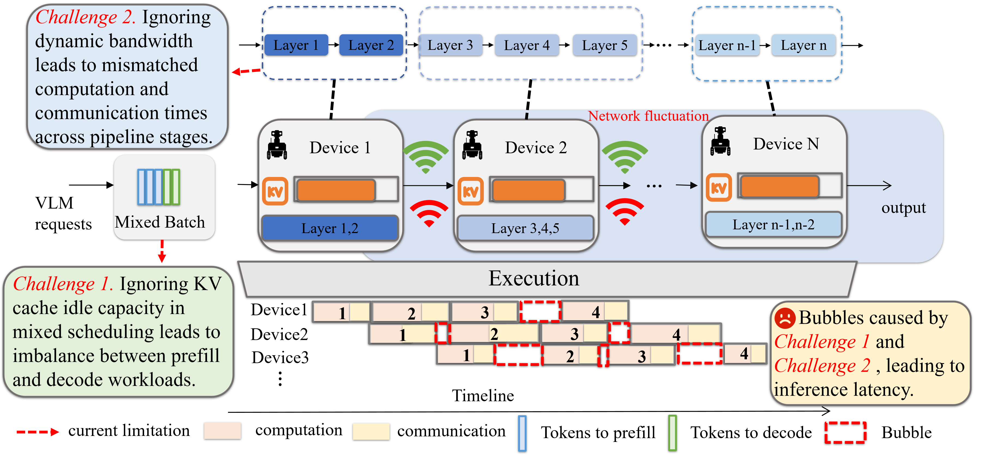 Challenge 2. Ignoring
dynamic bandwidth
leads to mismatched
computation and
communication times
across pipeline stages.
Layer 1
Layer 2
Layer 3
Layer 4
Layer 5
...
Layer n-1
Layer n
Network fluctuation
Device 1
Device 2
Device N
KV
KV
...
KV
Layer 1,2
Layer 3,4,5
Layer n-1,n-2
VLM
requests
Mixed Batch
output
Challenge 1. Ignoring KV
cache idle capacity in
mixed scheduling leads to
imbalance between prefill
and decode workloads.
Execution
Device1
1
2
3
4
Device2
1
2
3
4
Device3
1
2
3
4
Bubbles caused by
Challenge 1 and
Challenge 2 , leading to
inference latency.
Timeline
current limitation
computation
communication
Tokens to prefill
Tokens to decode
Bubble